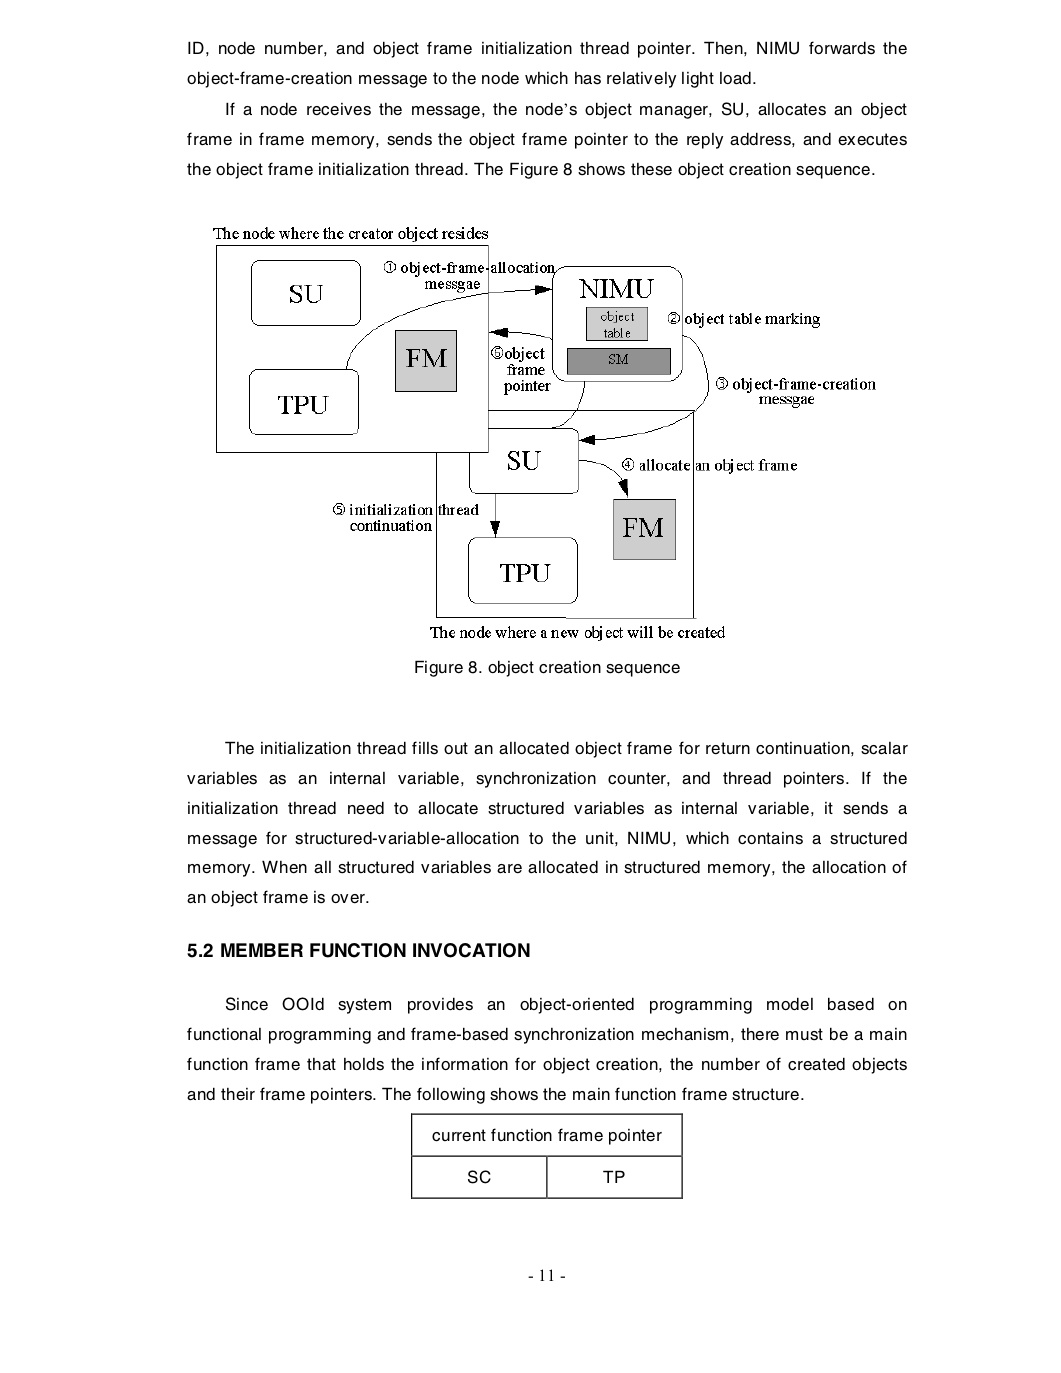 ID, node number, and object frame initialization thread pointer. Then, NIMU forwards the
object-frame-creation message to the node which has relatively light load.
If a node receives the message, the node's object manager, SU, allocates an object
frame in frame memory, sends the object frame pointer to the reply address, and executes
the object frame initialization thread. The Figure 8 shows these object creation sequence.
The node where the creator object resides
① object-frame-allocation
messgae
SU
NIMU
object
table
② object table marking
FM
⑥object
frame
pointer
SM
③ object-frame-creation
messgae
TPU
SU
④ allocate an object frame
⑤ initialization thread
continuation
FM
TPU
The node where a new object will be created
Figure 8. object creation sequence
The initialization thread fills out an allocated object frame for return continuation, scalar
variables as an internal variable, synchronization counter, and thread pointers. If the
initialization thread need to allocate structured variables as internal variable, it sends a
message for structured-variable-allocation to the unit, NIMU, which contains a structured
memory. When all structured variables are allocated in structured memory, the allocation of
an object frame is over.
5.2 MEMBER FUNCTION INVOCATION
Since OOId system provides an object-oriented programming model based on
functional programming and frame-based synchronization mechanism, there must be a main
function frame that holds the information for object creation, the number of created objects
and their frame pointers. The following shows the main function frame structure.
current function frame pointer
SC
TP
- 11 -